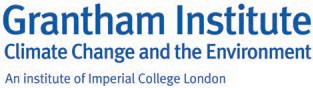 Grantham Institute
Climate Change and the Environment
An institute of Imperial College London